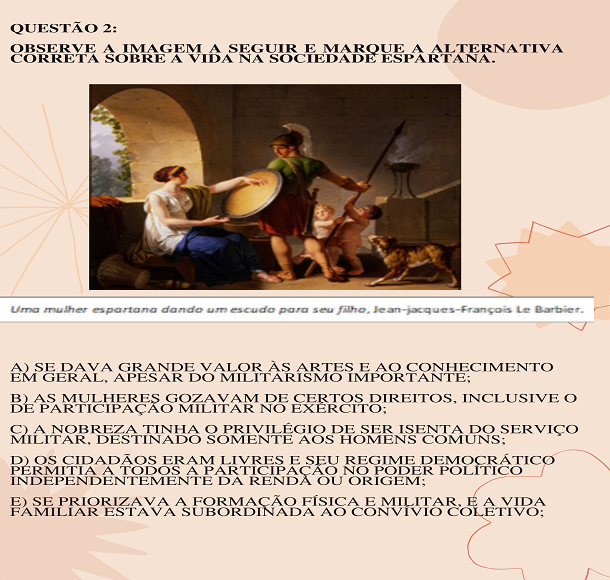 QUESTÃO 2:
OBSERVE A IMAGEM A SEGUIR E MARQUE A ALTERNATIVA
CORRETA SOBRE A VIDA NA SOCIEDADE ESPARTANA.
Uma mulher espartana dando um escudo para seu filho, Jean-jacques-François Le Barbier.
A) SE DAVA GRANDE VALOR ÀS ARTES E AO CONHECIMENTO
EM GERAL, APESAR DO MILITARISMO IMPORTANTE;
B) AS MULHERES GOZAVAM DE CERTOS DIREITOS, INCLUSIVE O
DE PARTICIPAÇÃO MILITAR NO EXÉRCITO;
C) A NOBREZA TINHA O PRIVILÉGIO DE SER ISENTA DO SERVIÇO
MILITAR, DESTINADO SOMENTE AOS HOMENS COMUNS;
D) OS CIDADÃOS ERAM LIVRES E SEU REGIME DEMOCRÁTICO
PERMITIA A TODOS A PARTICIPAÇÃO NO PODER POLÍTICO
INDEPENDENTEMENTE DA RENDA OU ORIGEM;
E) SE PRIORIZAVA A FORMAÇÃO FÍSICA E MILITAR, E A VIDA
FAMILIAR ESTAVA SUBORDINADA AO CONVÍVIO COLETIVO;